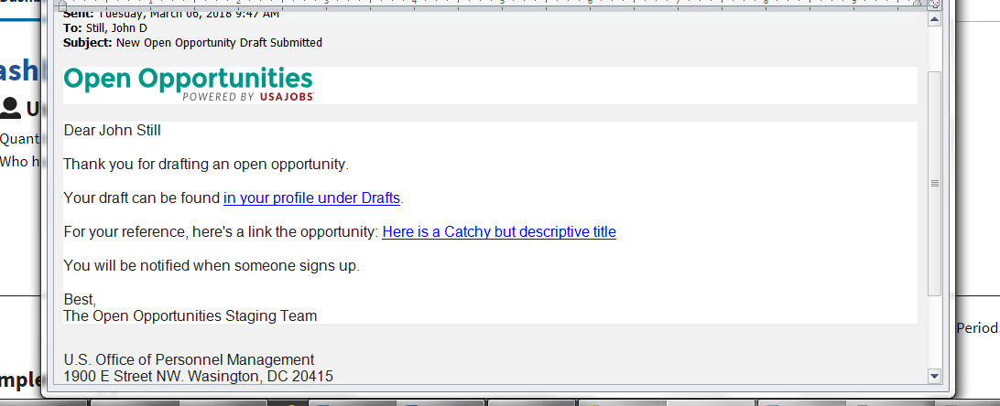 Sent: Tuesday, March 06, 2018 9:47 AM
To: Still, John D
Subject: New Open Opportunity Draft Submitted
Open Opportunities
POWERED BY USAJOBS
Dear John Still
Thank you for drafting an open opportunity.
Your draft can be found in your profile under Drafts.
For your reference, here's a link the opportunity: Here is a Catchy but descriptive title
You will be notified when someone signs up.
Best,
The Open Opportunities Staging Team
U.S. Office of Personnel Management
1900 E Street NW. Wasington, DC 20415
ash
U
Quant
Who h
Period
mple